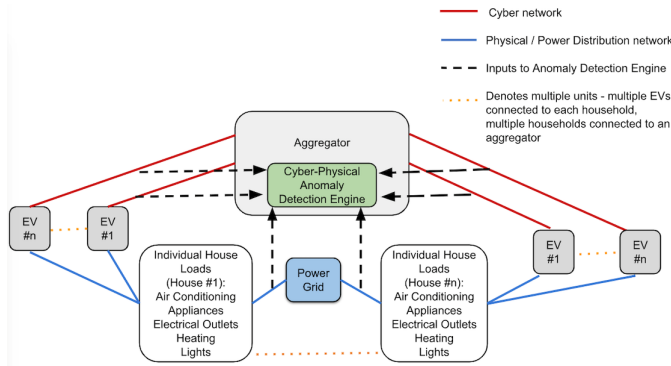 Cyber network
Physical / Power Distribution network
Inputs to Anomaly Detection Engine
Denotes multiple units - multiple EVs
connected to each household,
multiple households connected to an
aggregator
Aggregator
Cyber-Physical
Anomaly
Detection Engine
EV
#n
EV
#1
EV
#1
EV
#n
Individual House
Loads
(House #1):
Air Conditioning
Appliances
Electrical Outlets
Heating
Lights
Power
Grid
Individual House
Loads
(House #n):
Air Conditioning
Appliances
Electrical Outlets
Heating
Lights